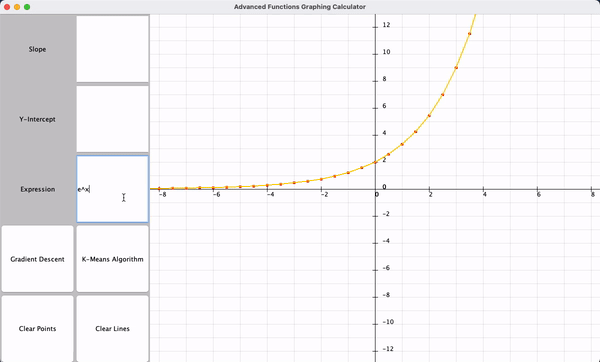 Advanced Functions Graphing Calculator
Slope
Y-Intercept
Expression
e^x
Gradient Descent
K-Means Algorithm
Clear Points
Clear Lines
12
10
8
6
4
2
0
-2
-4
-6
-8
-10
-12
-8
-6
-4
-2
0
2
4
6
8